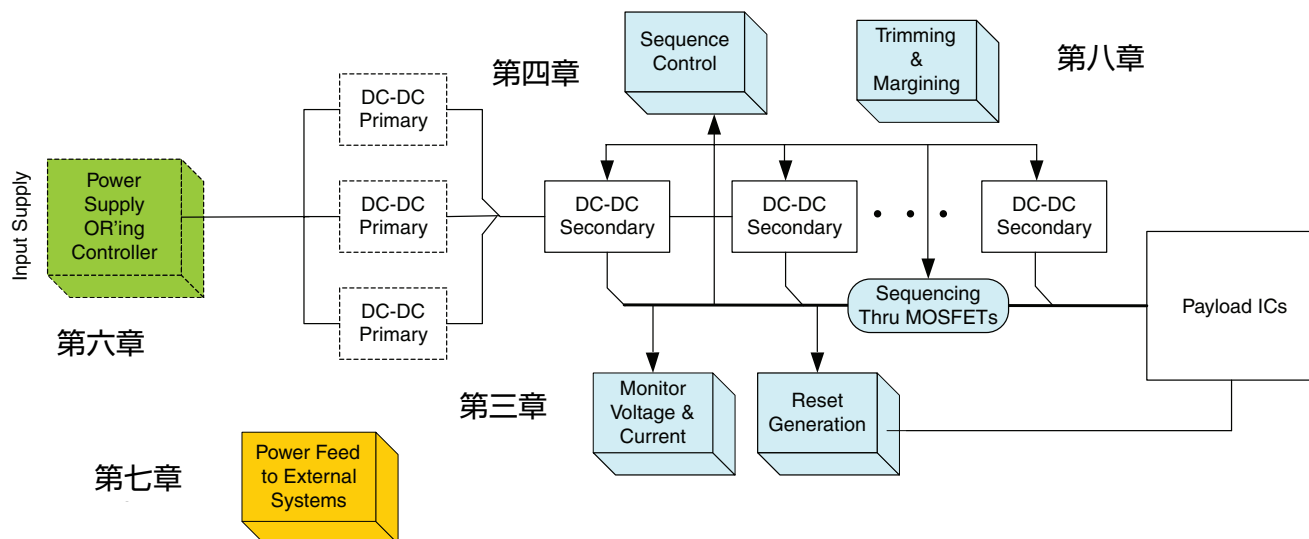 第四章
Sequence
Control
Trimming
&
Margining
第八章
DC-DC
Primary
Input Supply
Power
Supply
OR'ing
Controller
DC-DC
Primary
DC-DC
Secondary
DC-DC
Secondary
• • •
DC-DC
Secondary
DC-DC
Primary
Sequencing
Thru MOSFETs
Payload ICs
第六章
第三章
Monitor
Voltage &
Current
Reset
Generation
第七章
Power Feed
to External
Systems